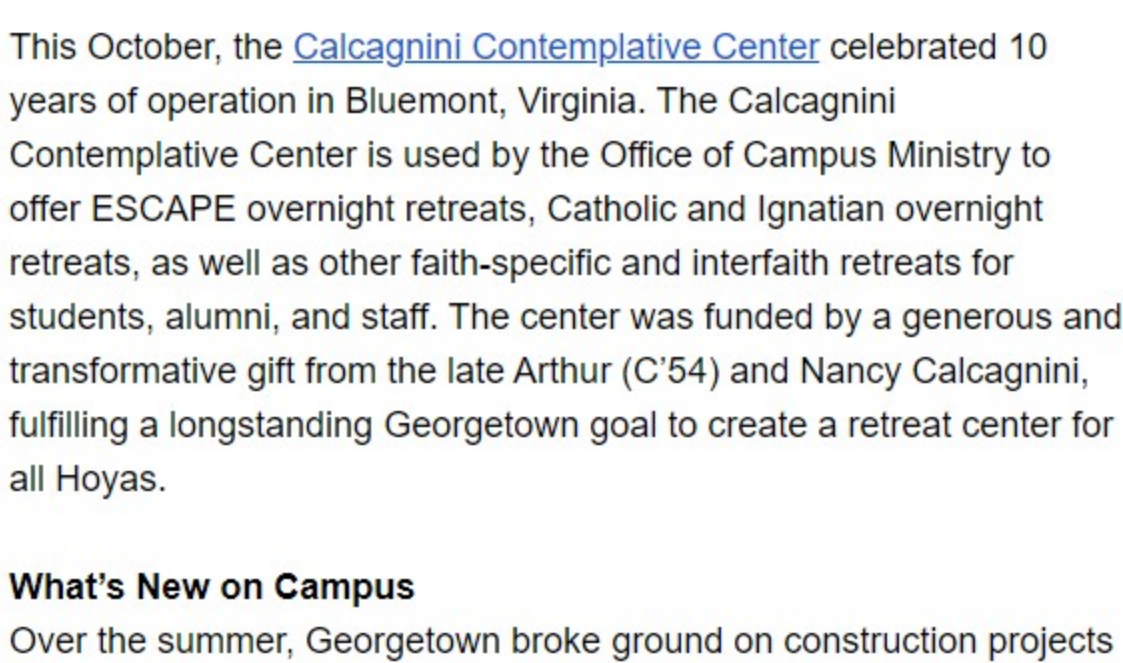 This October, the Calcagnini Contemplative Center celebrated 10
years of operation in Bluemont, Virginia. The Calcagnini
Contemplative Center is used by the Office of Campus Ministry to
offer ESCAPE overnight retreats, Catholic and Ignatian overnight
retreats, as well as other faith-specific and interfaith retreats for
students, alumni, and staff. The center was funded by a generous and
transformative gift from the late Arthur (C’54) and Nancy Calcagnini,
fulfilling a longstanding Georgetown goal to create a retreat center for
all Hoyas.
What’s New on Campus
Over the summer, Georgetown broke ground on construction projects